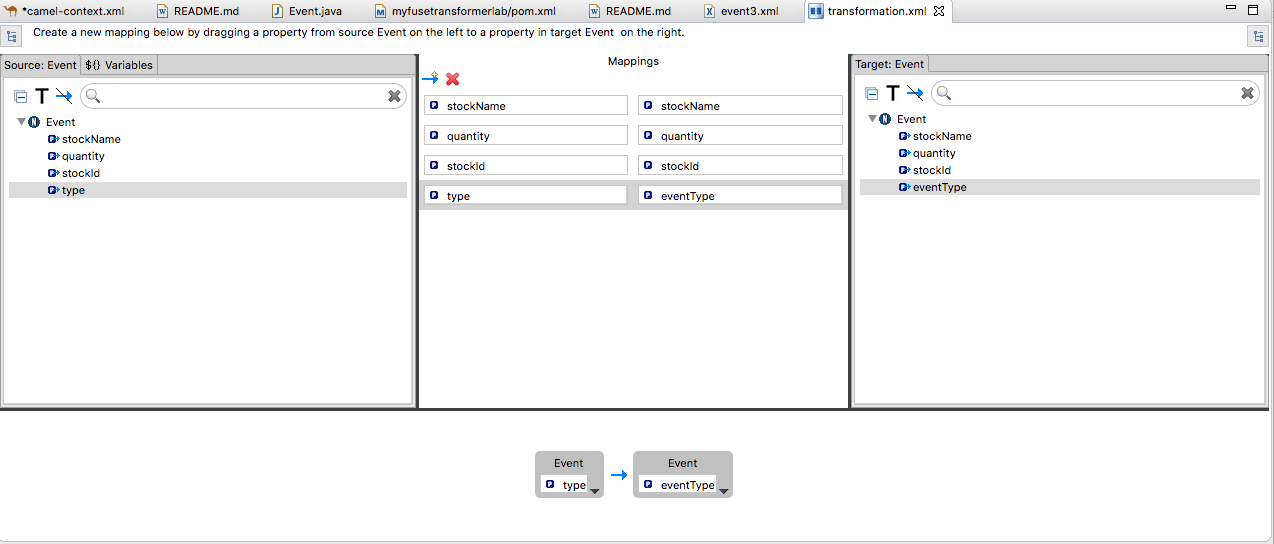 *camel-context.xml README.md Event.java myfusetransformerlab/pom.xml README.md event3.xml transformation.xml
Create a new mapping below by dragging a property from source Event on the left to a property in target Event on the right.
Source: Event ${} Variables
Mappings
Target: Event
T
T
Event
stockName
quantity
stockId
type
stockName stockName
quantity quantity
stockId stockId
type eventType
Event
stockName
quantity
stockId
eventType
Event
type
Event
eventType